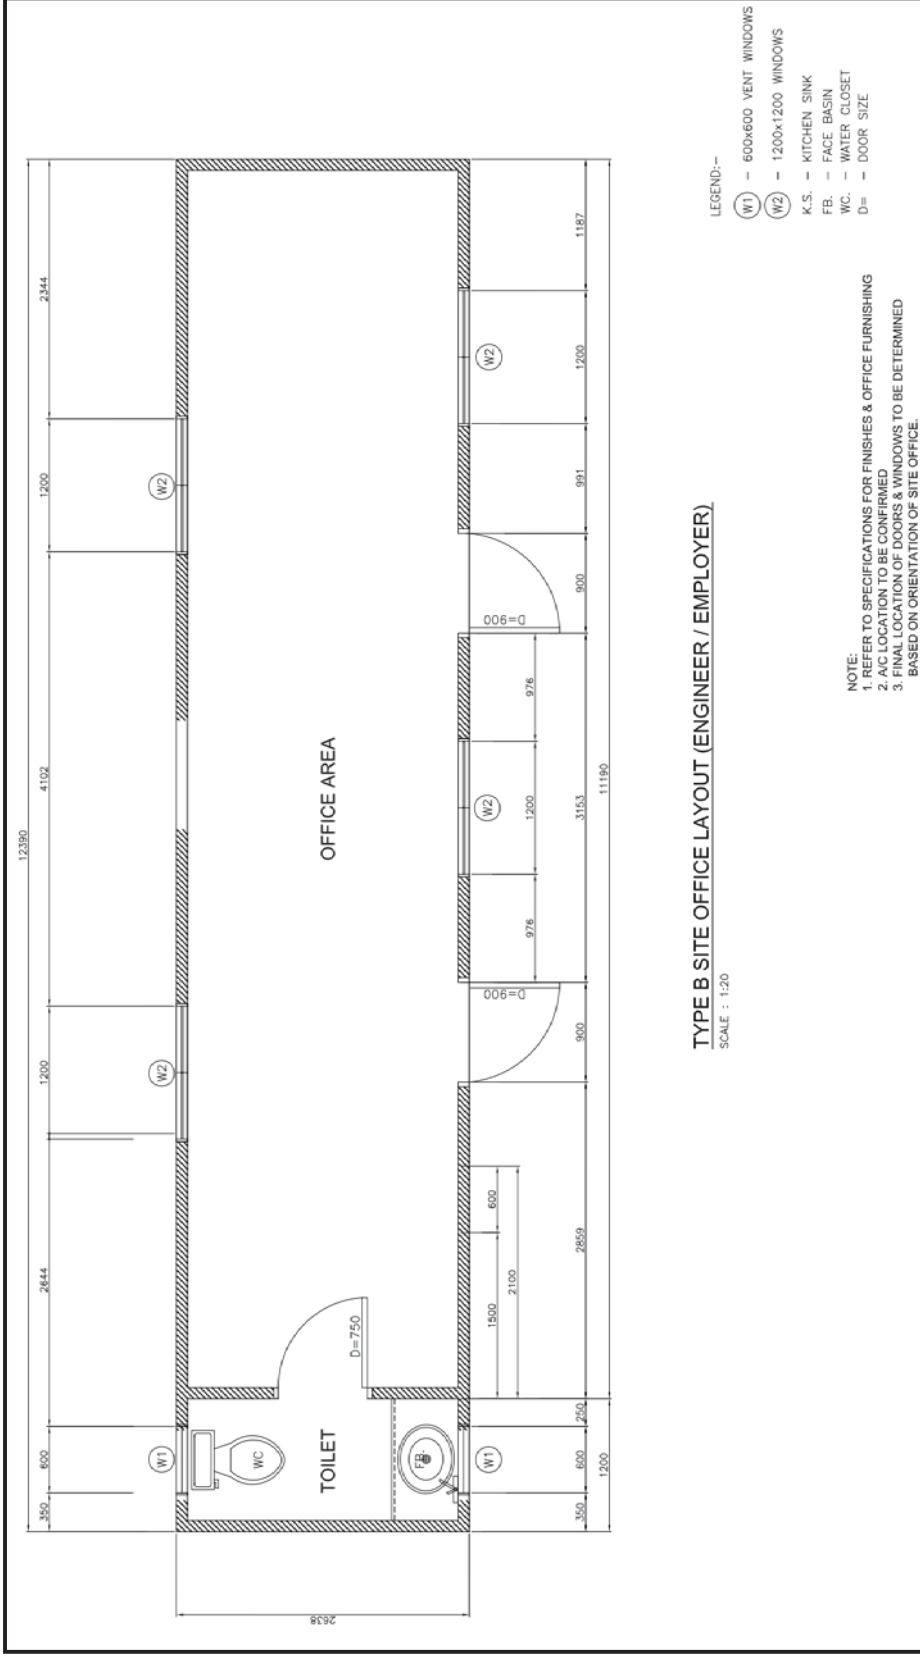 12390
2344
1200
4102
1200
2644
600
350
W2
W2
W1
2638
OFFICE AREA
TOILET
WC
FB.
D=750
D=900
D=900
W2
W2
W1
976
1200
976
600
1500
2100
1187
1200
991
900
3153
900
2859
250
600
350
11190
1200
TYPE B SITE OFFICE LAYOUT (ENGINEER / EMPLOYER)
SCALE : 1:20
LEGEND:-
W1 - 600x600 VENT WINDOWS
W2 - 1200x1200 WINDOWS
K.S. - KITCHEN SINK
FB. - FACE BASIN
WC. - WATER CLOSET
D= - DOOR SIZE
NOTE:
1. REFER TO SPECIFICATIONS FOR FINISHES & OFFICE FURNISHING
2. A/C LOCATION TO BE CONFIRMED
3. FINAL LOCATION OF DOORS & WINDOWS TO BE DETERMINED
BASED ON ORIENTATION OF SITE OFFICE.